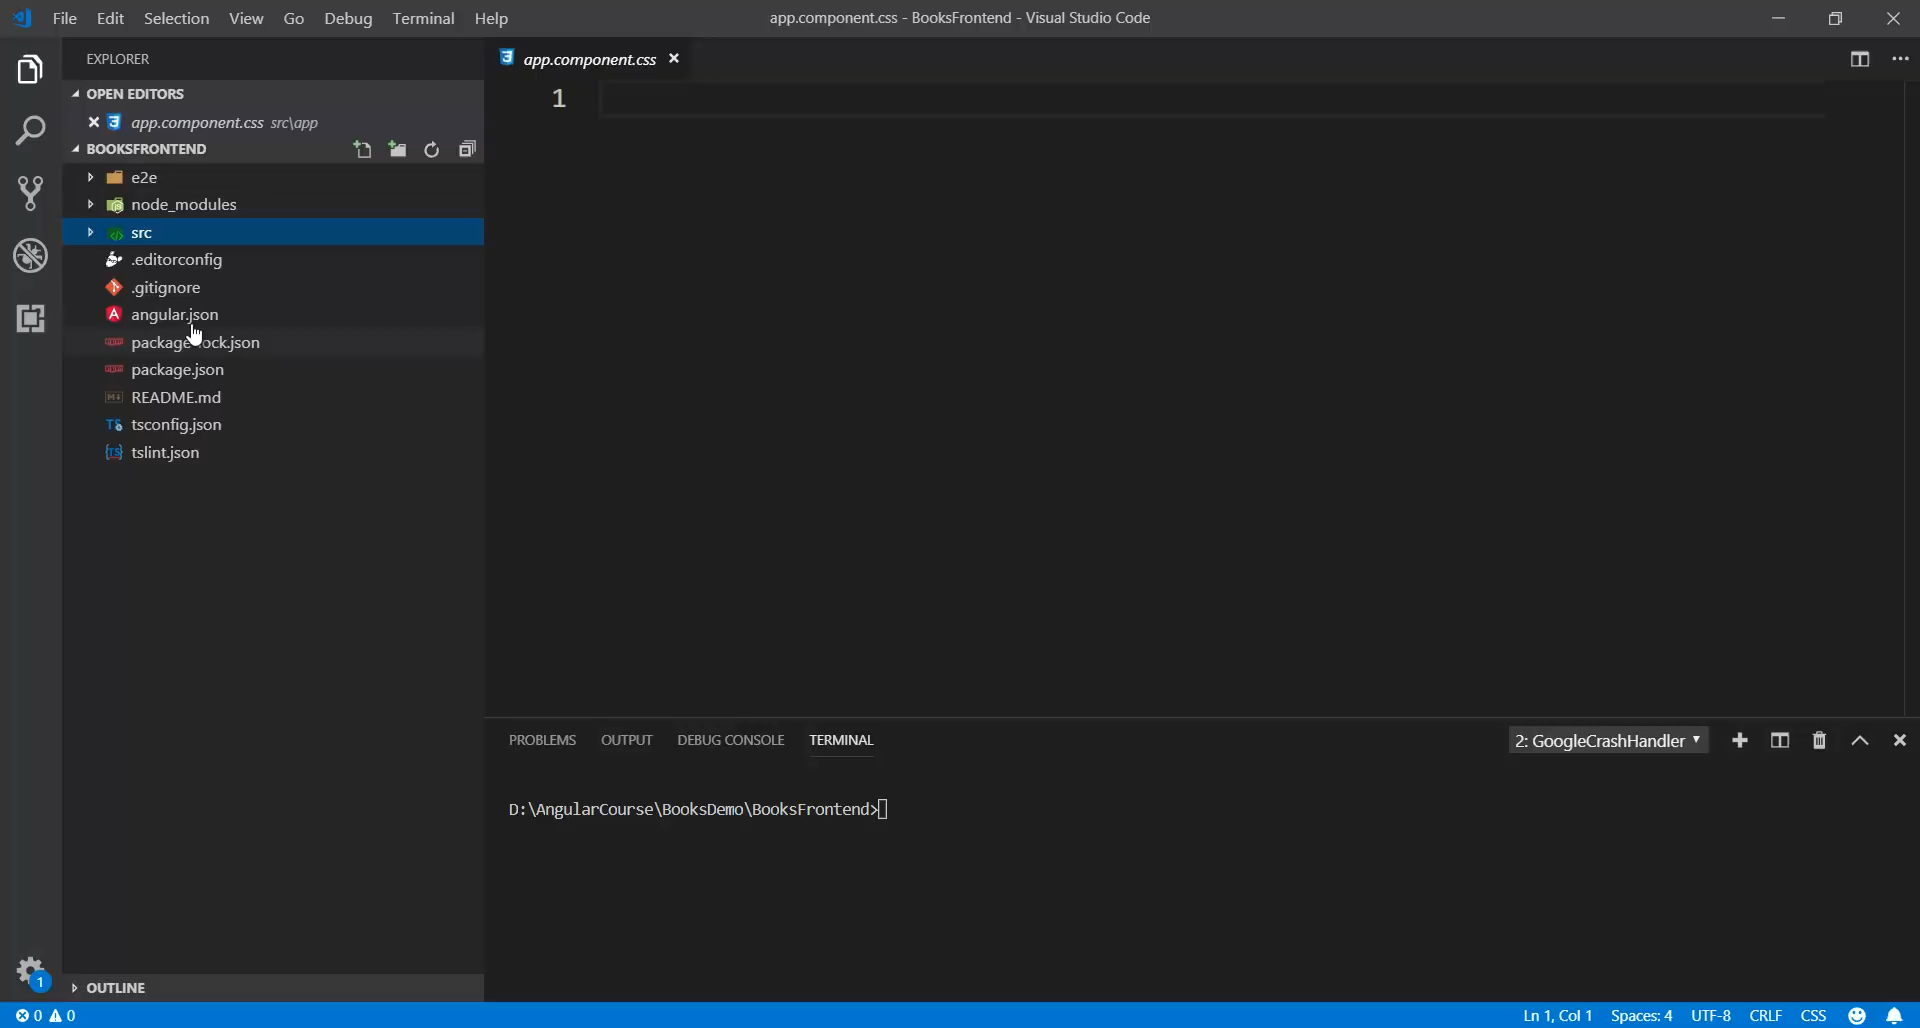 File Edit Selection View Go Debug Terminal Help
app.component.css - BooksFrontend - Visual Studio Code
EXPLORER
OPEN EDITORS
app.component.css src\app
BOOKSFRONTEND
e2e
node_modules
src
.editorconfig
.gitignore
angular.json
package-lock.json
package.json
README.md
tsconfig.json
tslint.json
OUTLINE
1
app.component.css
1
PROBLEMS OUTPUT DEBUG CONSOLE TERMINAL
2: GoogleCrashHandler
D:\AngularCourse\BooksDemo\BooksFrontend>
0 0
Ln 1, Col 1 Spaces: 4 UTF-8 CRLF CSS